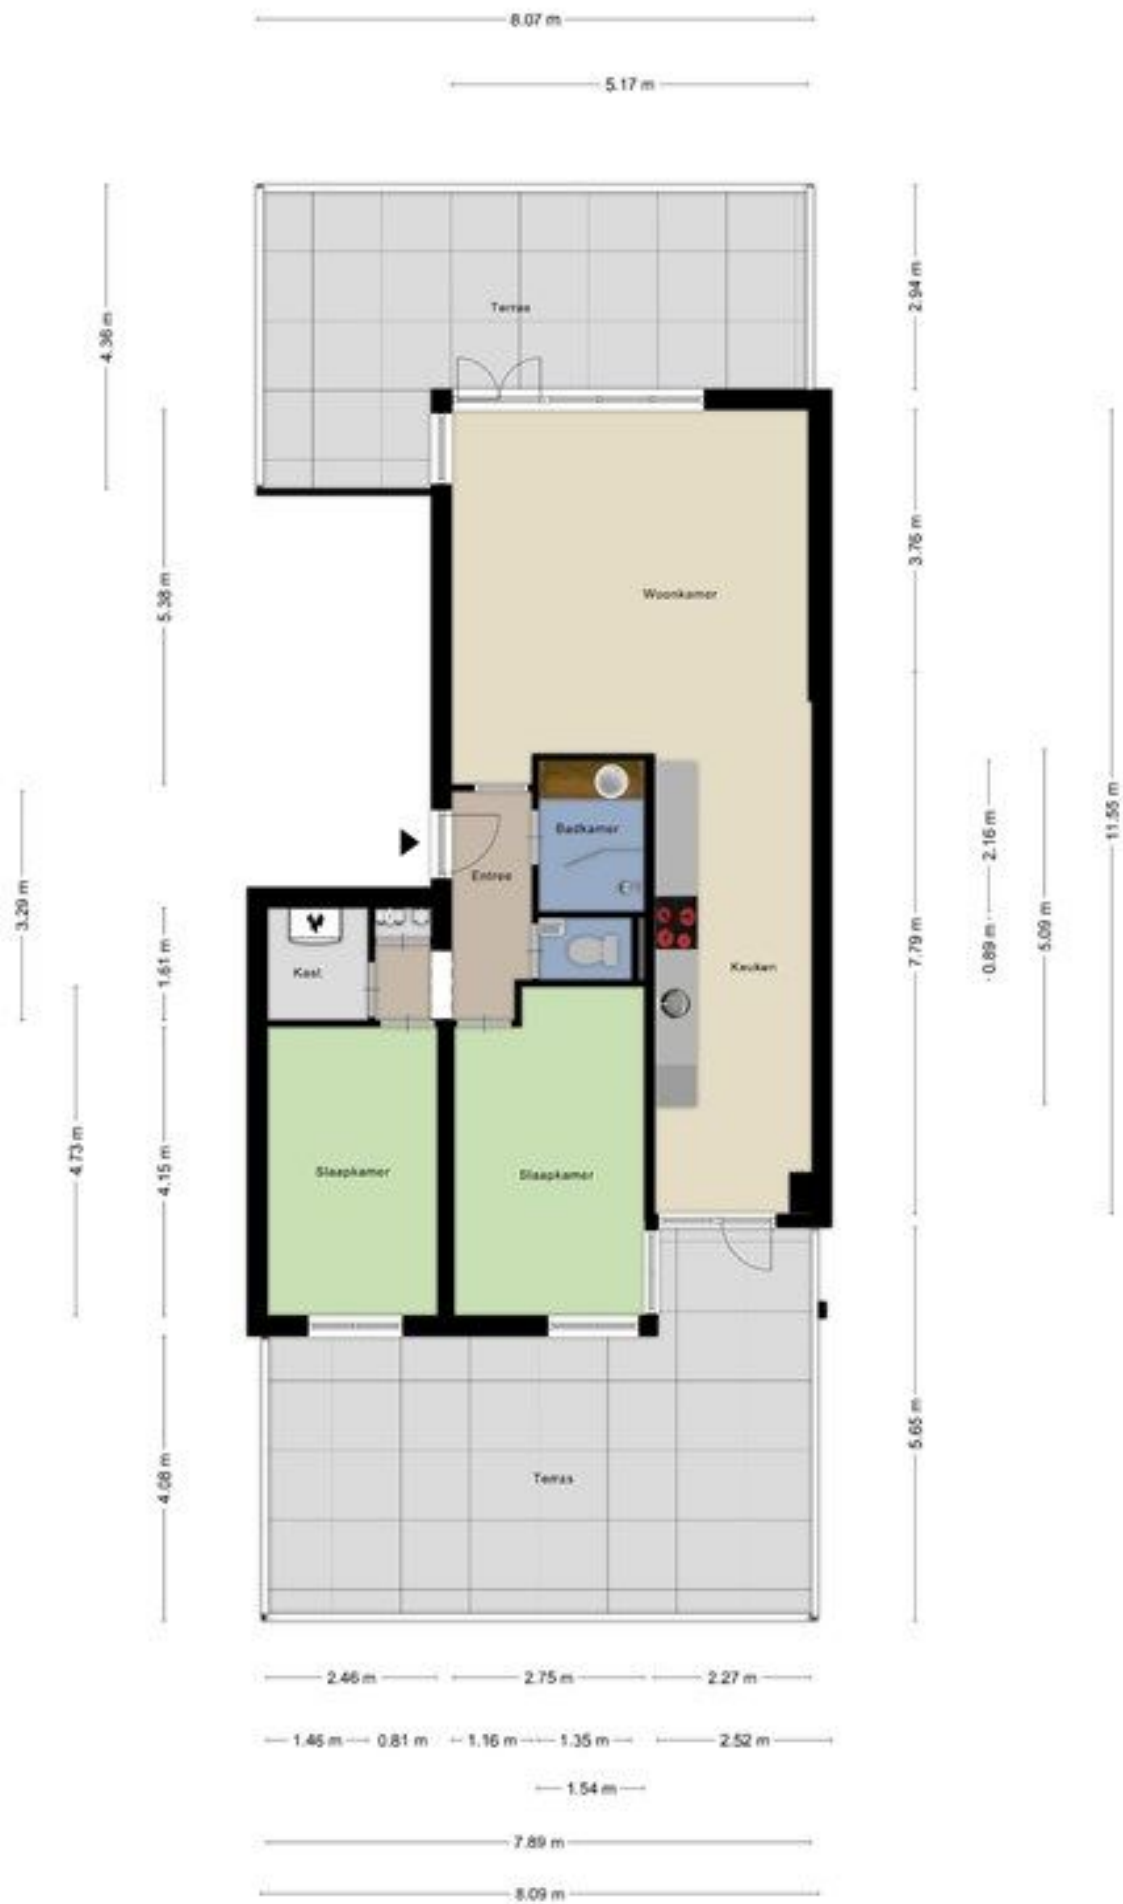 8.07 m
5.17 m
2.94 m
Terras
4.36 m
3.76 m
5.38 m
Woonkamer
Badkamer
2.16 m
11.55 m
Entree
3.29 m
1.61 m
Kast
Keuken
0.89 m
7.79 m
5.09 m
4.73 m
4.15 m
Slaapkamer
Slaapkamer
5.65 m
4.08 m
Terras
2.46 m 2.75 m 2.27 m
1.46 m 0.81 m 1.16 m 1.35 m 2.52 m
1.54 m
7.89 m
8.09 m